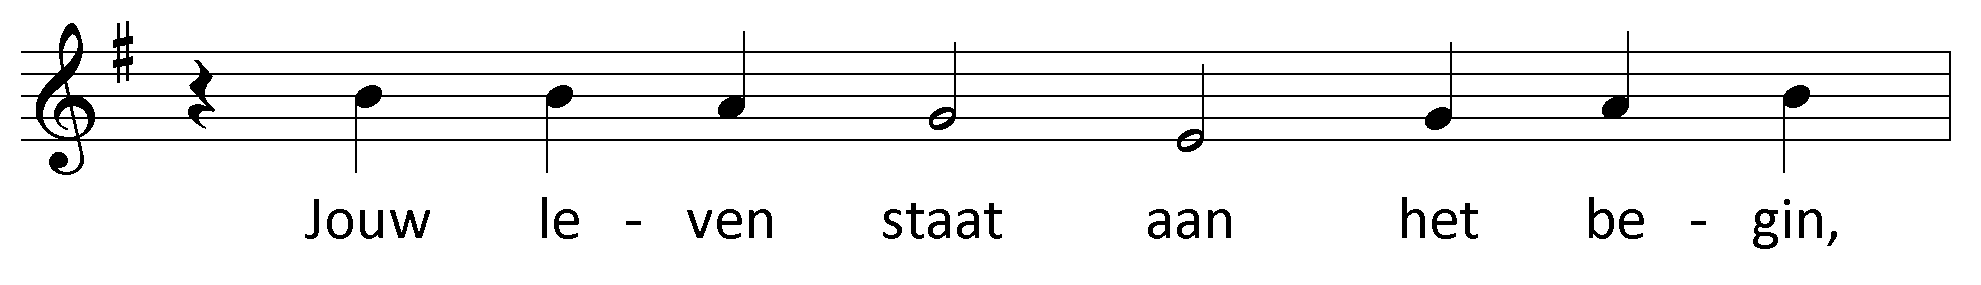 Jouw le - ven staat aan het be - gin,